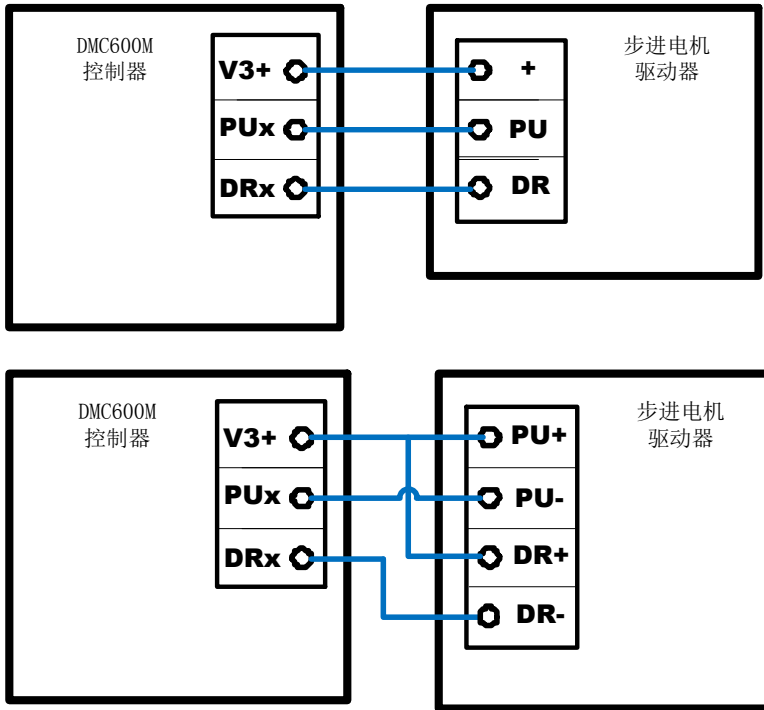 DMC600M
控制器
V3+
PUx
DRx
+
PU
DR
步进电机
驱动器
DMC600M
控制器
V3+
PUx
DRx
PU+
PU-
DR+
DR-
步进电机
驱动器